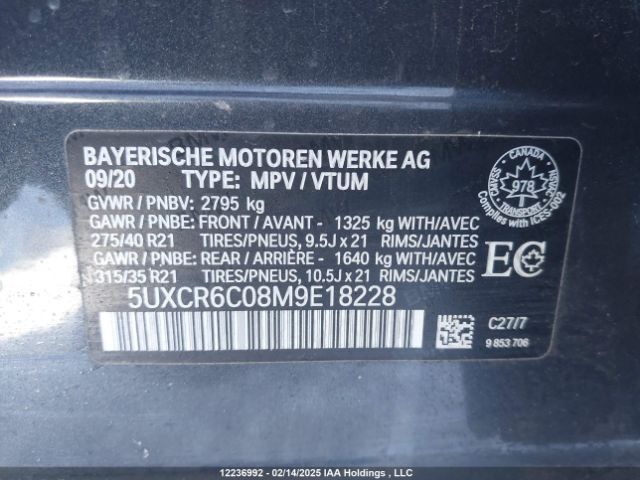 BAYERISCHE MOTOREN WERKE AG
09/20 TYPE: MPV / VTUM
GVWR / PNBV: 2795 kg
GAWR / PNBE: FRONT / AVANT - 1325 kg WITH/AVEC
275/40 R21 TIRES/PNEUS, 9.5J x 21 RIMS/JANTES
GAWR / PNBE: REAR / ARRIÈRE - 1640 kg WITH/AVEC
315/35 R21 TIRES/PNEUS, 10.5J x 21 RIMS/JANTES
5UXCR6C08M9E18228
CANADA
978
TRANSPORT
CMVSS
NSVAC
Complies with ICES-002
EC
C27/7
9 853 706
12236992 - 02/14/2025 IAA Holdings, LLC